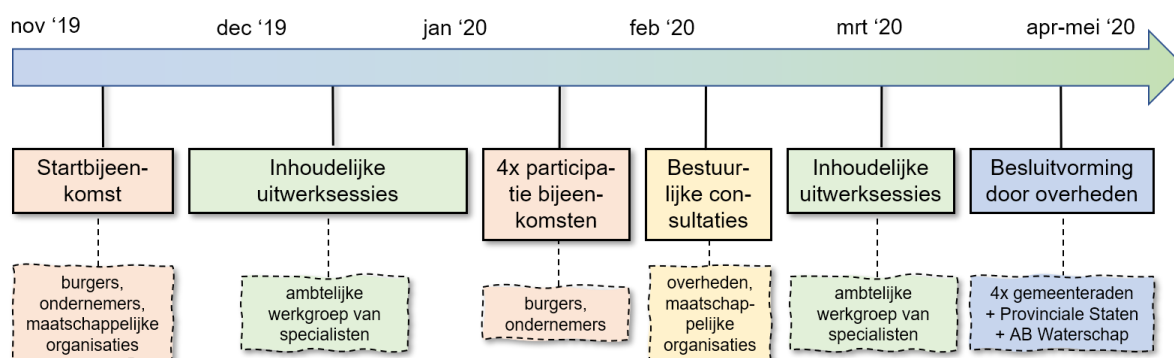 nov ‘19 dec ‘19 jan ‘20 feb ‘20 mrt ‘20 apr-mei ‘20
Startbijeen-
komst
Inhoudelijke
uitwerksessies
4x participa-
tie bijeen-
komsten
Bestuur-
lijke con-
sultaties
Inhoudelijke
uitwerksessies
Besluitvorming
door overheden
burgers,
ondernemers,
maatschappelijke
organisaties
ambtelijke
werkgroep van
specialisten
burgers,
ondernemers
overheden,
maatschap-
pelijke
organisaties
ambtelijke
werkgroep van
specialisten
4x gemeenteraden
+ Provinciale Staten
+ AB Waterschap